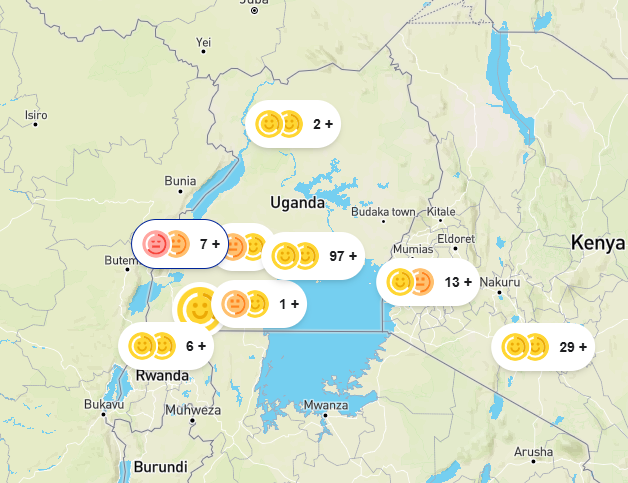 Juba
Yei
Isiro
2 +
Bunia
Uganda
Budaka town
Kitale
Eldoret
Kenya
7 +
97 +
Mumias
Butem
13 +
Nakuru
1 +
6 +
29 +
Rwanda
Bukavu
Muhweza
Mwanza
Arusha
Burundi